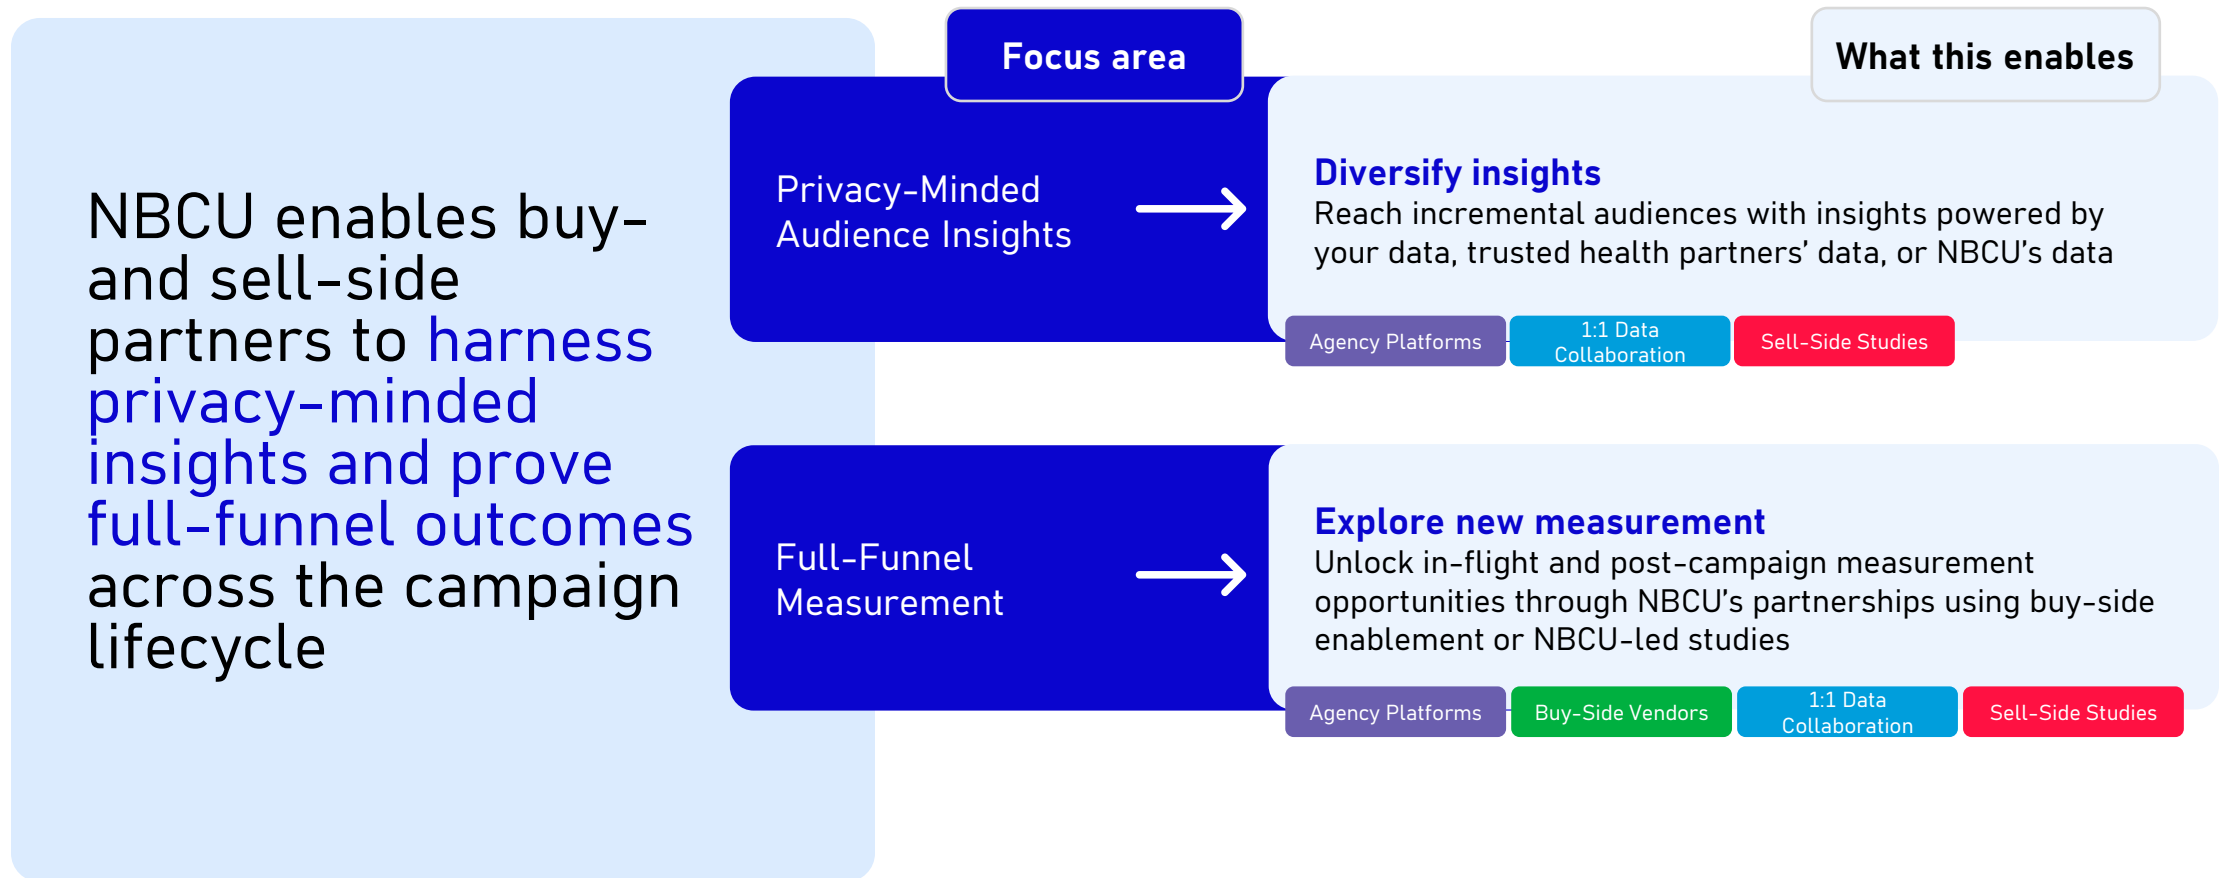 NBCU enables buy-
and sell-side
partners to harness
privacy-minded
insights and prove
full-funnel outcomes
across the campaign
lifecycle
Focus area
What this enables
Privacy-Minded
Audience Insights
Diversify insights
Reach incremental audiences with insights powered by
your data, trusted health partners’ data, or NBCU’s data
Agency Platforms
1:1 Data
Collaboration
Sell-Side Studies
Full-Funnel
Measurement
Explore new measurement
Unlock in-flight and post-campaign measurement
opportunities through NBCU’s partnerships using buy-side
enablement or NBCU-led studies
Agency Platforms
Buy-Side Vendors
1:1 Data
Collaboration
Sell-Side Studies